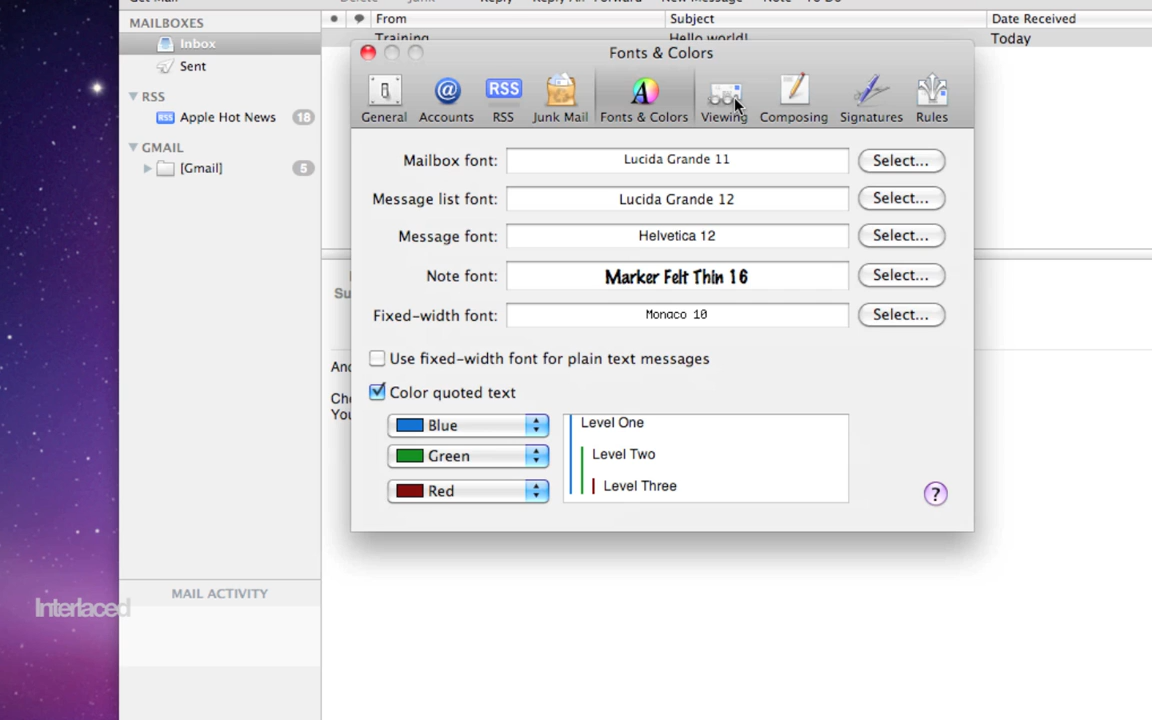 MAILBOXES
Inbox
Sent
RSS
RSS Apple Hot News 18
GMAIL
[Gmail] 5
MAIL ACTIVITY
Interlaced
From Subject Date Received
Training Hello world! Today
Fonts & Colors
@ RSS A
General Accounts RSS Junk Mail Fonts & Colors Viewing Composing Signatures Rules
Mailbox font: Lucida Grande 11 Select...
Message list font: Lucida Grande 12 Select...
Message font: Helvetica 12 Select...
Note font: Marker Felt Thin 16 Select...
Fixed-width font: Monaco 10 Select...
Use fixed-width font for plain text messages
Color quoted text
Blue
Green
Red
Level One
Level Two
Level Three
?